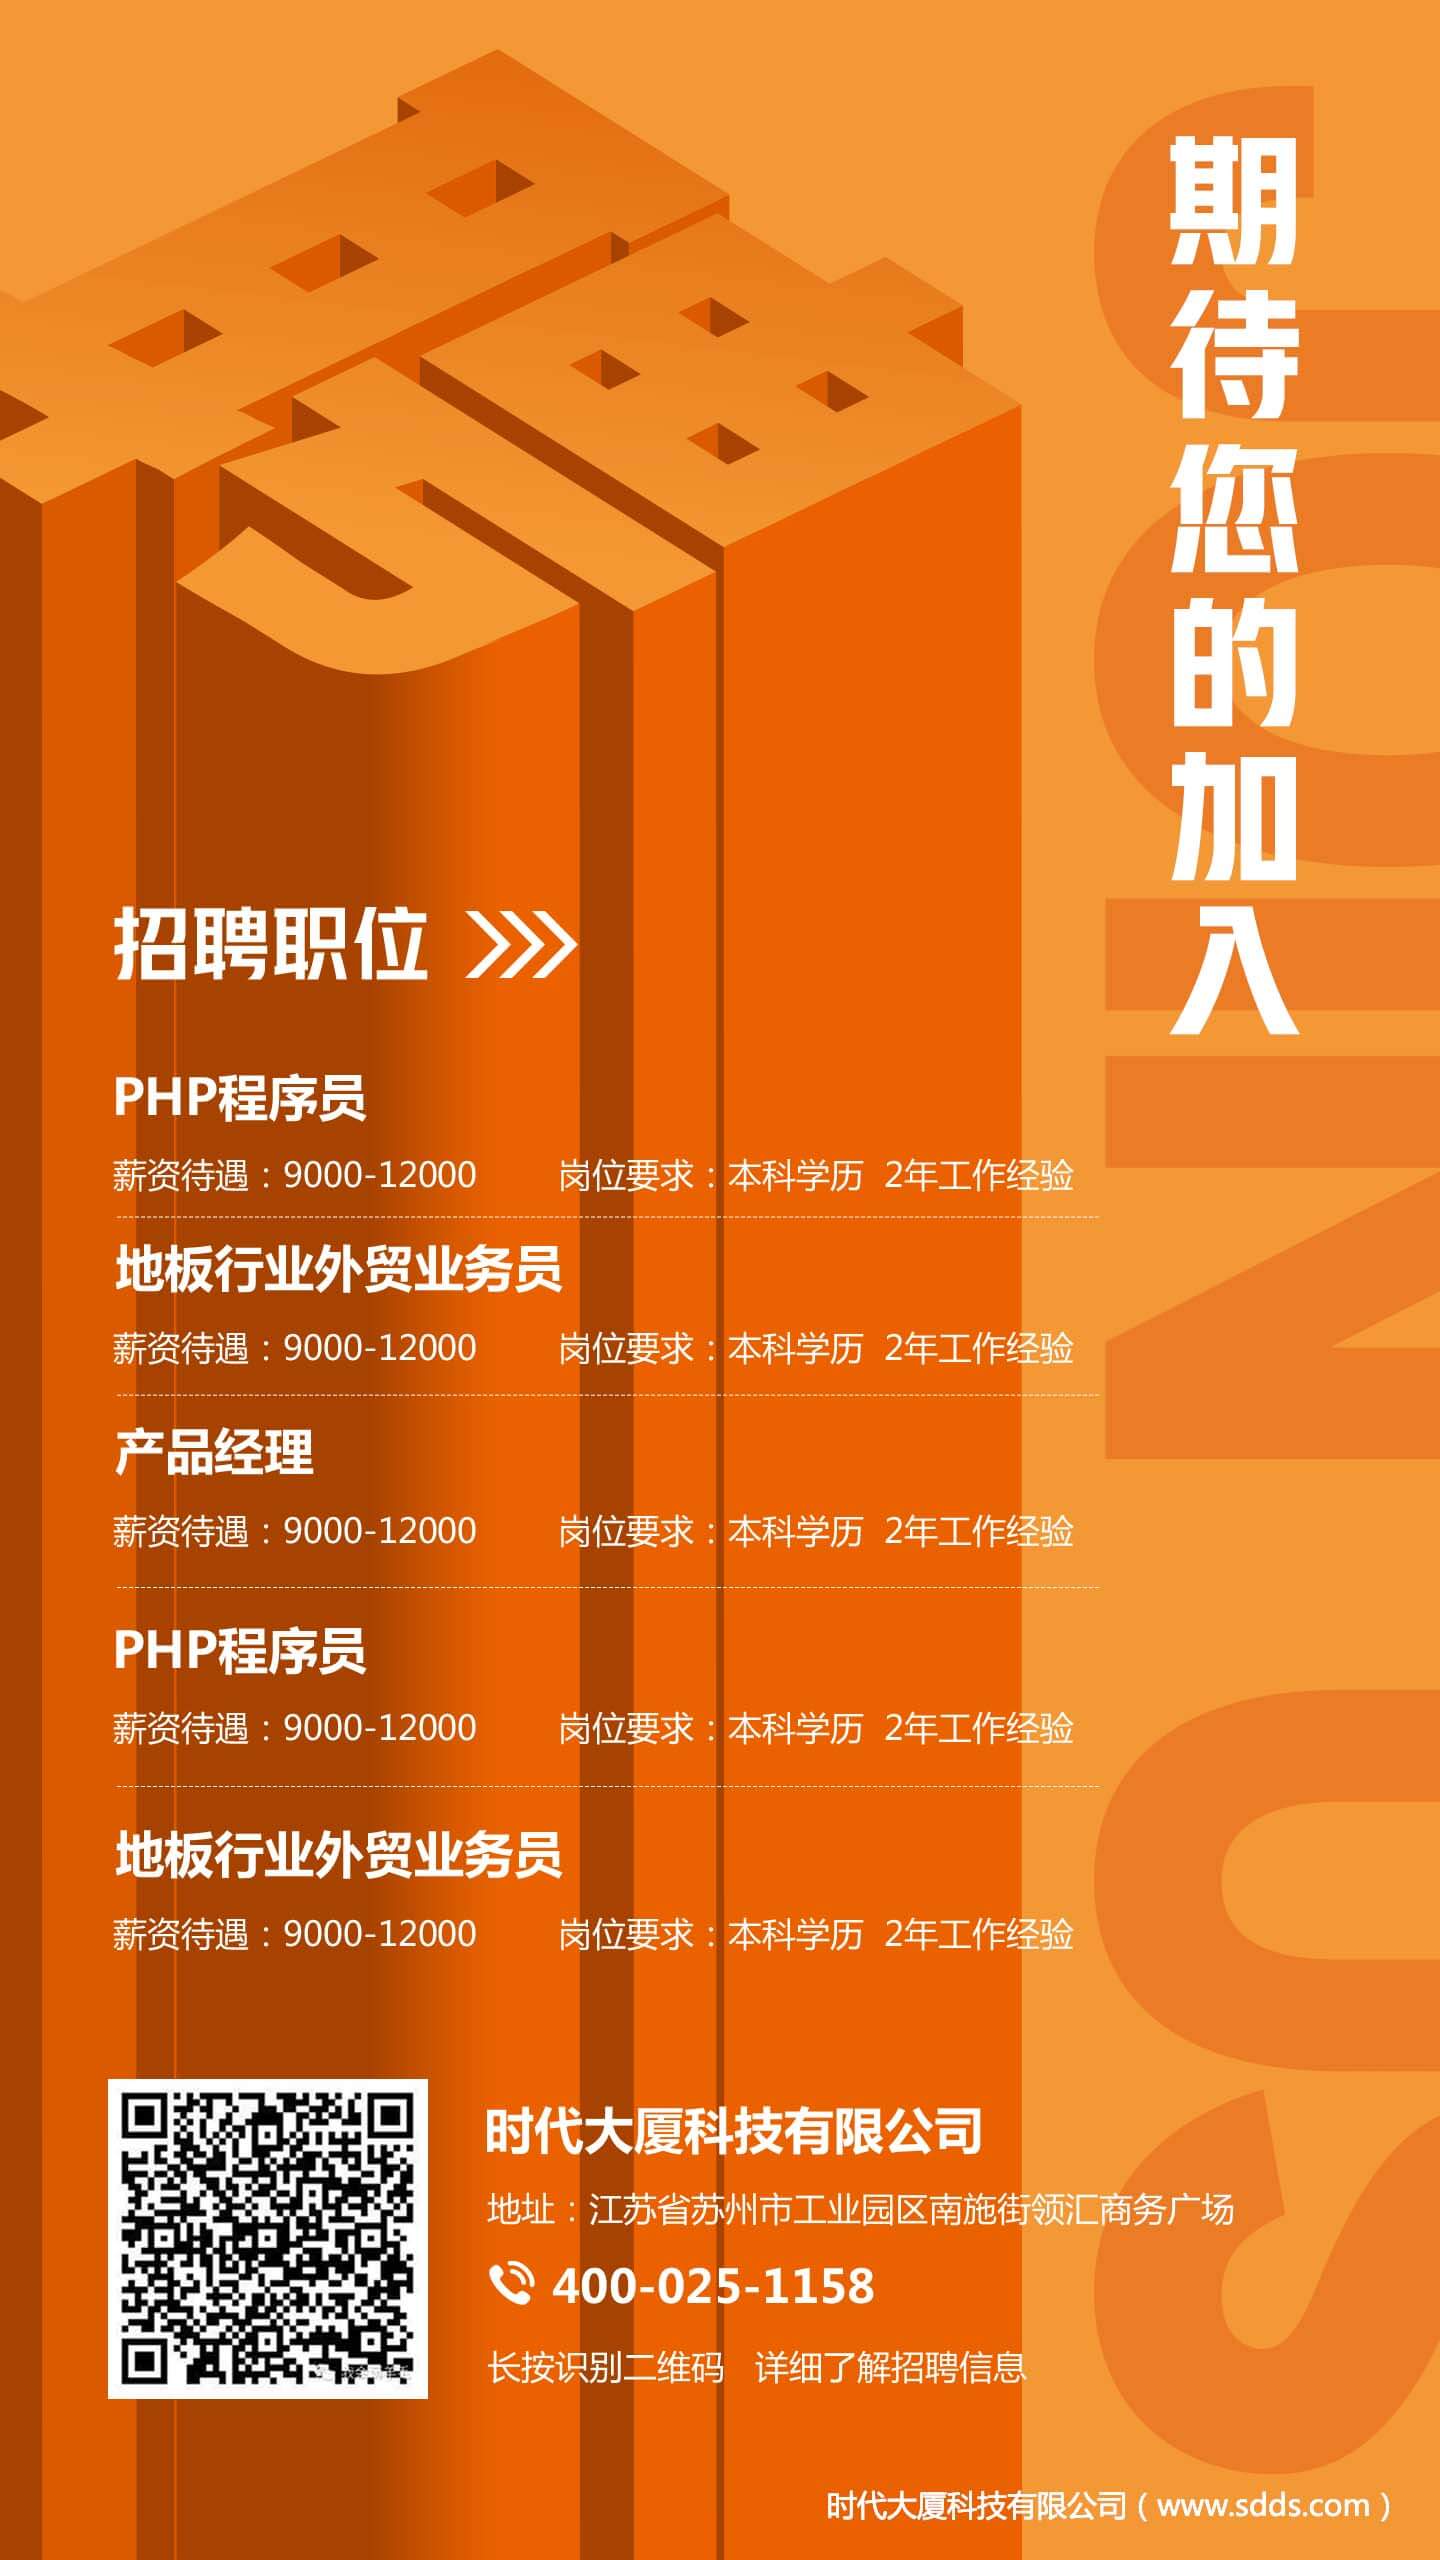 招聘
期待您的加入
JOIN US
招聘职位
PHP程序员
薪资待遇：9000-12000 岗位要求：本科学历 2年工作经验
地板行业外贸业务员
薪资待遇：9000-12000 岗位要求：本科学历 2年工作经验
产品经理
薪资待遇：9000-12000 岗位要求：本科学历 2年工作经验
PHP程序员
薪资待遇：9000-12000 岗位要求：本科学历 2年工作经验
地板行业外贸业务员
薪资待遇：9000-12000 岗位要求：本科学历 2年工作经验
时代大厦科技有限公司
地址：江苏省苏州市工业园区南施街领汇商务广场
400-025-1158
长按识别二维码 详细了解招聘信息
时代大厦科技有限公司（www.sdds.com）